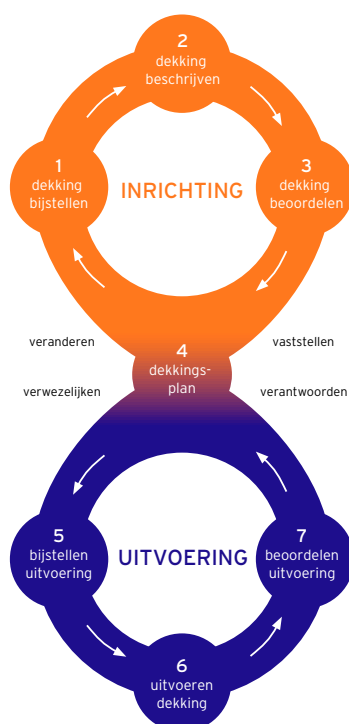 2
dekking
beschrijven
1
dekking
bijstellen
INRICHTING
3
dekking
beoordelen
veranderen
4
dekkings-
plan
vaststellen
verwezelijken
verantwoorden
5
bijstellen
uitvoering
UITVOERING
7
beoordelen
uitvoering
6
uitvoeren
dekking